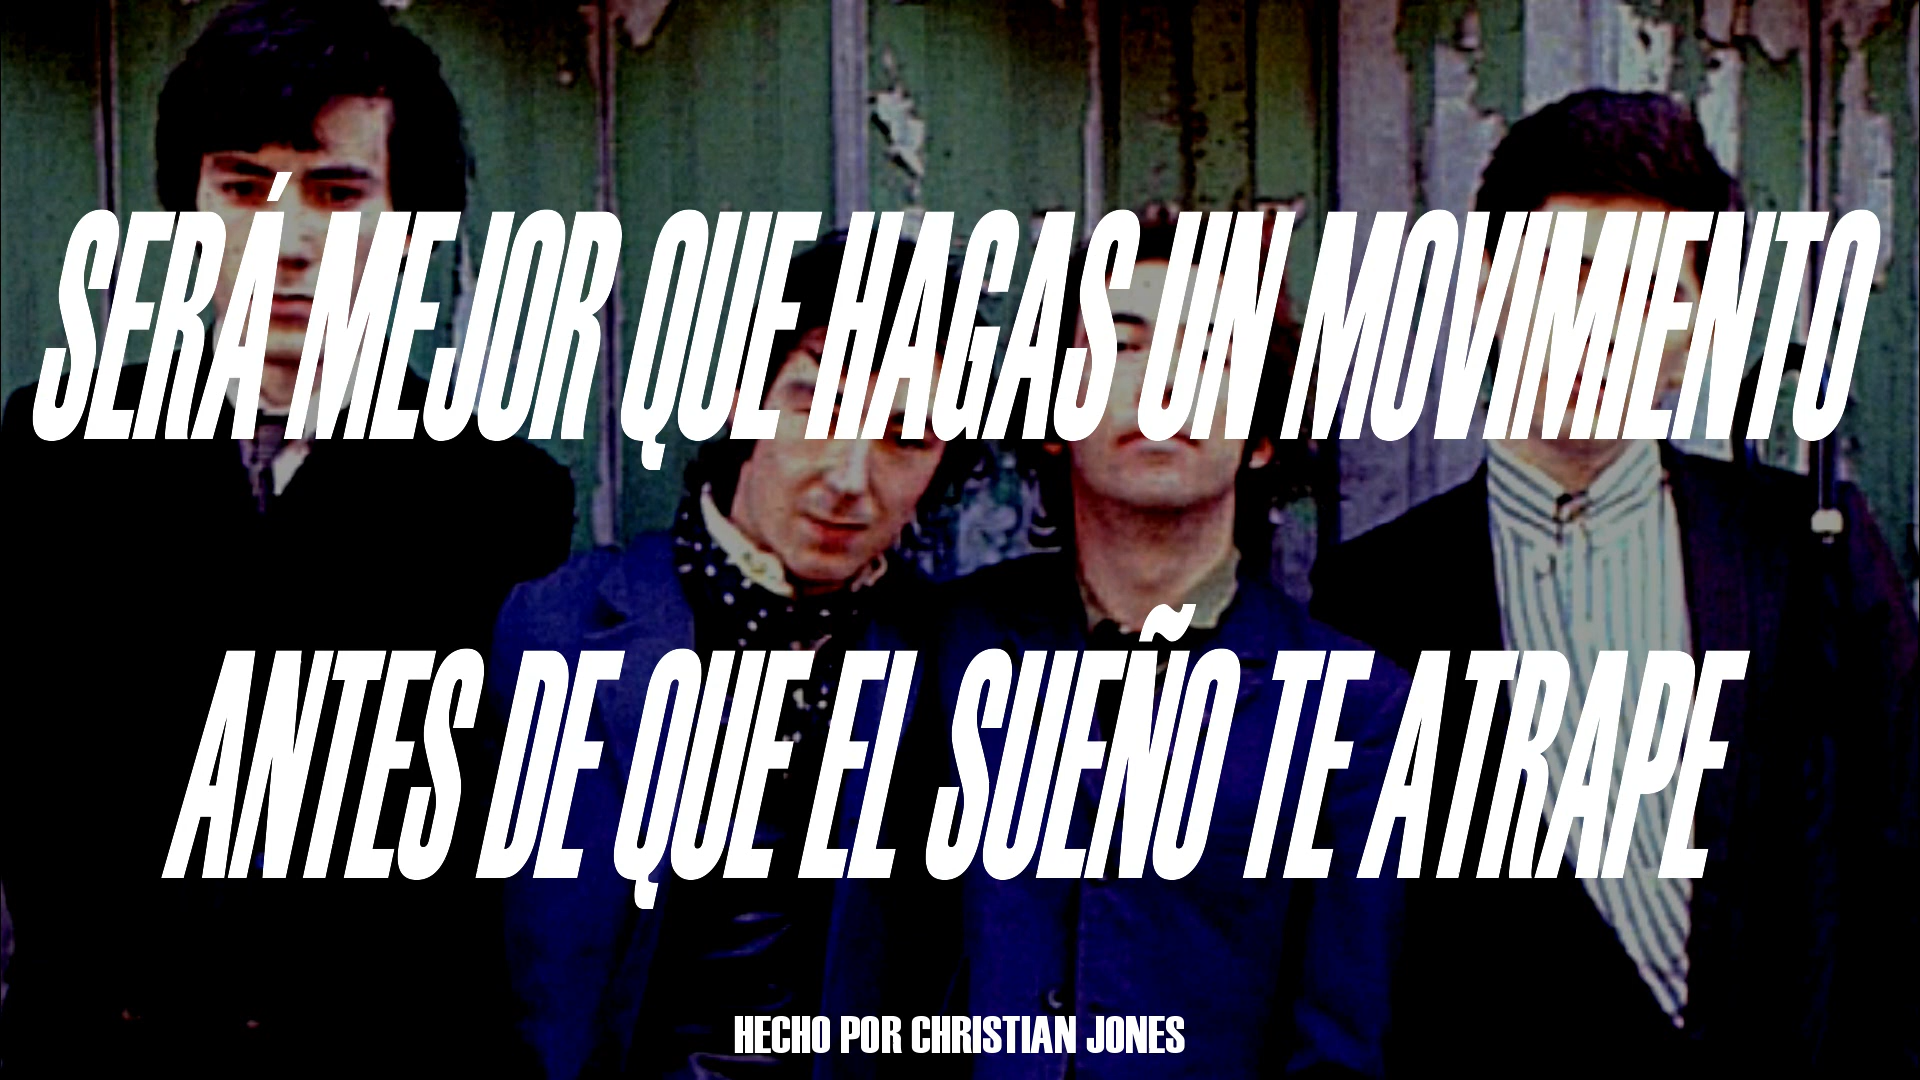 SERÁ MEJOR QUE HAGAS UN MOVIMIENTO
ANTES DE QUE EL SUEÑO TE ATRAPE
HECHO POR CHRISTIAN JONES